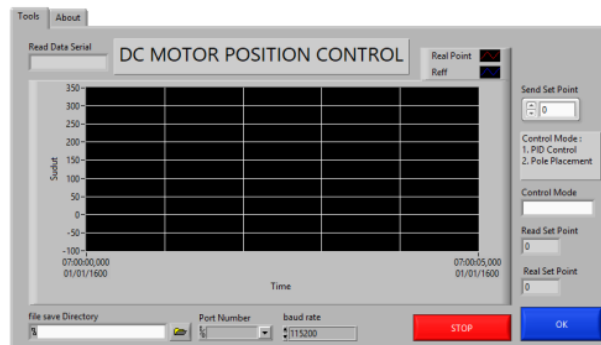 Tools
About
Read Data Serial
DC MOTOR POSITION CONTROL
Real Point
Reff
350
300
250
200
150
100
50
0
-50
-100
Sudut
07:00:00,000
01/01/1600
07:00:05,000
01/01/1600
Time
Send Set Point
0
Control Mode :
1. PID Control
2. Pole Placement
Control Mode
Read Set Point
0
Real Set Point
0
file save Directory
Port Number
baud rate
115200
STOP
OK